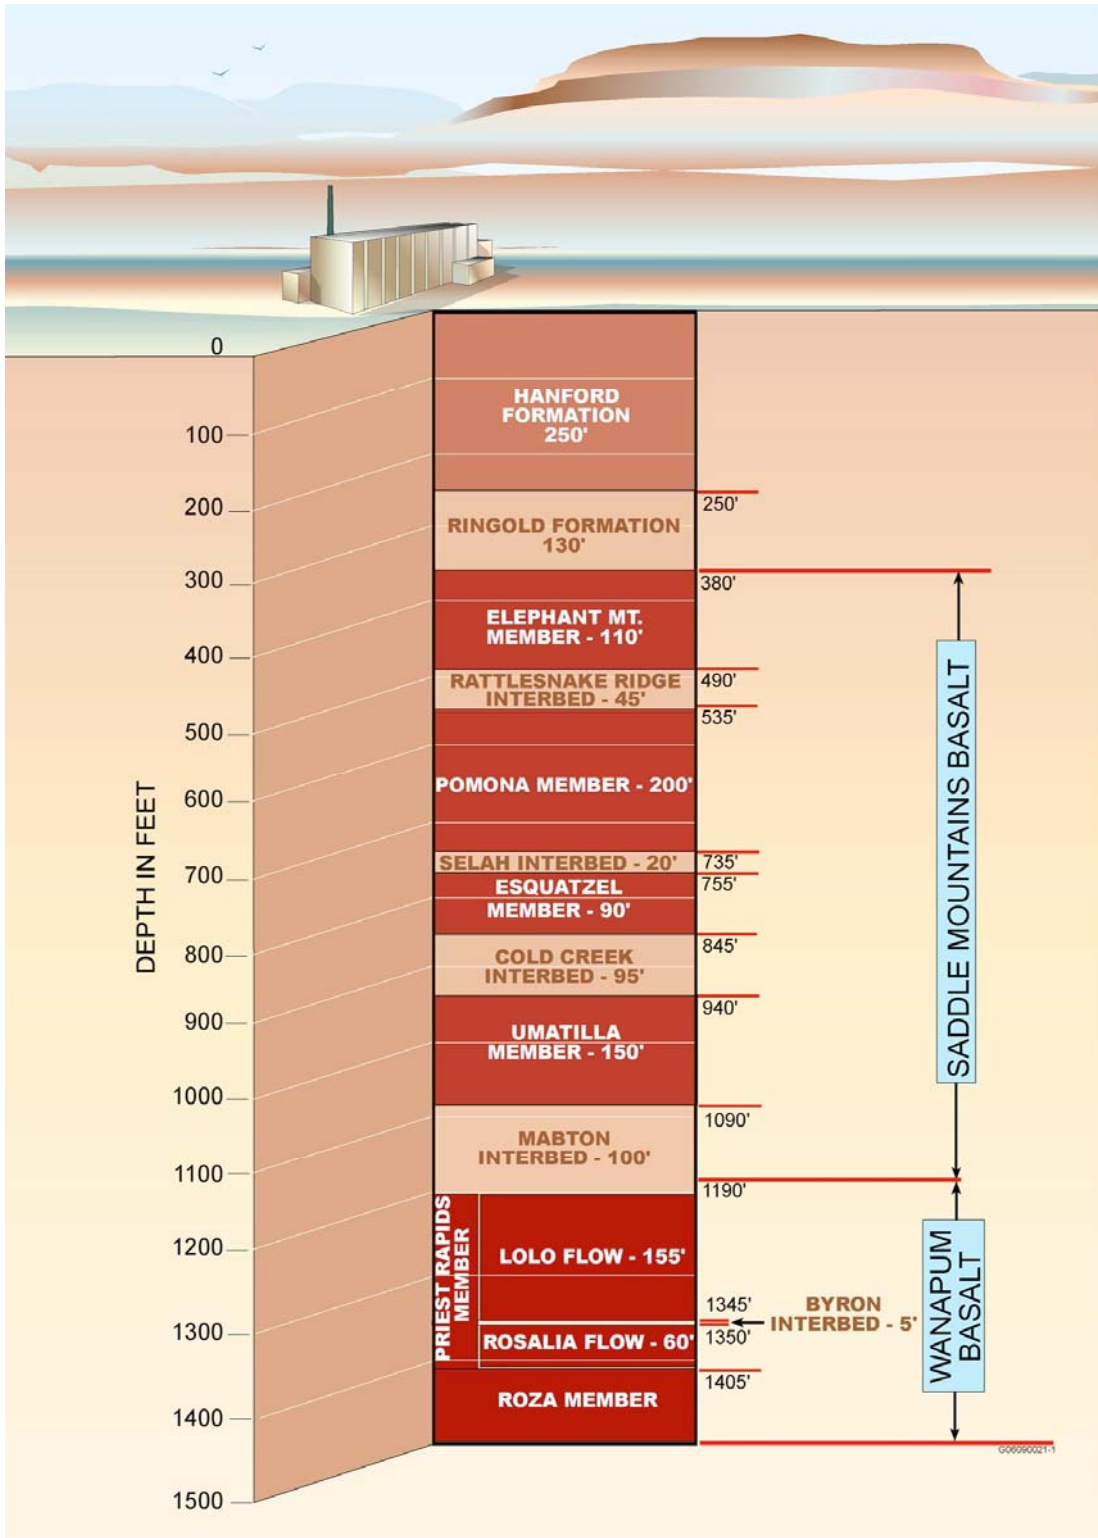 DEPTH IN FEET
0
100
200
300
400
500
600
700
800
900
1000
1100
1200
1300
1400
1500
HANFORD
FORMATION
250'
250'
RINGOLD FORMATION
130'
380'
ELEPHANT MT.
MEMBER - 110'
490'
RATTLESNAKE RIDGE
INTERBED - 45'
535'
POMONA MEMBER - 200'
735'
SELAH INTERBED - 20'
755'
ESQUATZEL
MEMBER - 90'
845'
COLD CREEK
INTERBED - 95'
940'
UMATILLA
MEMBER - 150'
1090'
MABTON
INTERBED - 100'
1190'
PRIEST RAPIDS
MEMBER
LOLO FLOW - 155'
1345'
1350'
BYRON
INTERBED - 5'
ROSALIA FLOW - 60'
1405'
ROZA MEMBER
SADDLE MOUNTAINS BASALT
WANAPUM
BASALT
G06090021-1